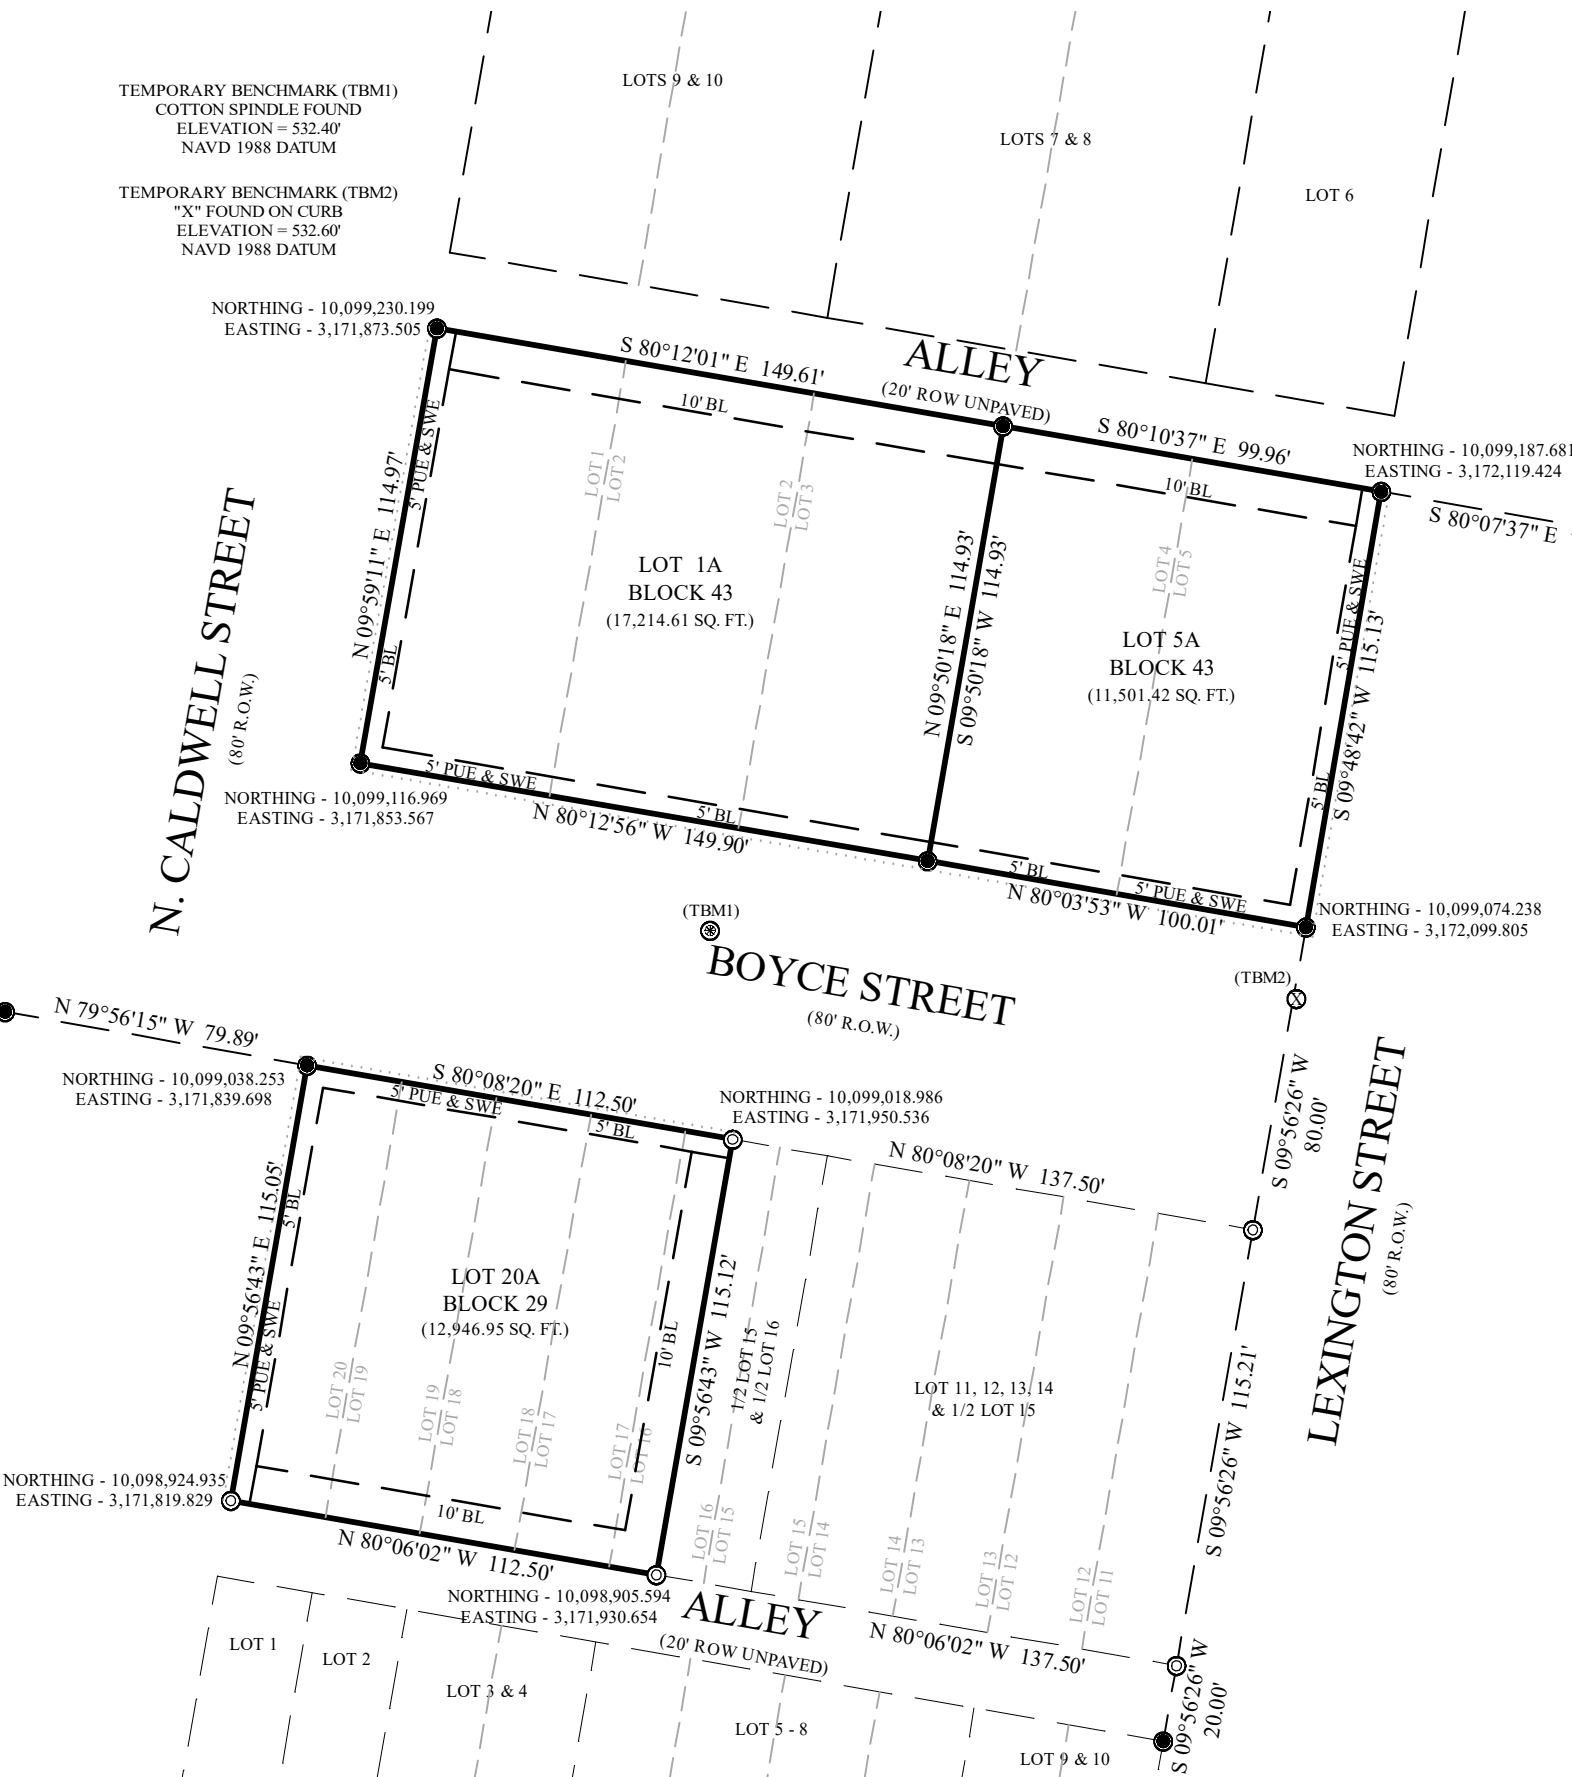 LOTS 9 & 10
TEMPORARY BENCHMARK (TBM1)
COTTON SPINDLE FOUND
ELEVATION = 532.40'
NAVD 1988 DATUM
LOTS 7 & 8
TEMPORARY BENCHMARK (TBM2)
"X" FOUND ON CURB
ELEVATION = 532.60'
NAVD 1988 DATUM
LOT 6
NORTHING - 10,099,230.199
EASTING - 3,171,873.505
S 80°12'01" E 149.61'
ALLEY
(20' ROW UNPAVED)
S 80°10'37" E 99.96'
NORTHING - 10,099,187.681
EASTING - 3,172,119.424
S 80°07'37" E
10' BL
10' BL
5' PUE & SWE
N 09°59'11" E 114.97'
5' BL
LOT 1
LOT 2
LOT 2
LOT 3
LOT 1A
BLOCK 43
(17,214.61 SQ. FT.)
N 09°50'18" E 114.93'
S 09°50'18" W 114.93'
LOT 4
LOT 5
LOT 5A
BLOCK 43
(11,501.42 SQ. FT.)
5' PUE & SWE
S 09°48'42" W 115.13'
5' BL
N. CALDWELL STREET
(80' R.O.W.)
NORTHING - 10,099,116.969
EASTING - 3,171,853.567
5' PUE & SWE
5' BL
N 80°12'56" W 149.90'
5' BL
5' PUE & SWE
N 80°03'53" W 100.01'
NORTHING - 10,099,074.238
EASTING - 3,172,099.805
(TBM1)
BOYCE STREET
(80' R.O.W.)
(TBM2)
X
N 79°56'15" W 79.89'
NORTHING - 10,099,038.253
EASTING - 3,171,839.698
S 80°08'20" E 112.50'
5' PUE & SWE
5' BL
NORTHING - 10,099,018.986
EASTING - 3,171,950.536
N 80°08'20" W 137.50'
S 09°56'26" W
80.00'
LEXINGTON STREET
(80' R.O.W.)
N 09°56'43" E 115.05'
5' BL
5' PUE & SWE
LOT 20A
BLOCK 29
(12,946.95 SQ. FT.)
10' BL
S 09°56'43" W 115.12'
1/2 LOT 15
& 1/2 LOT 16
LOT 11, 12, 13, 14
& 1/2 LOT 15
S 09°56'26" W 115.21'
LOT 20
LOT 19
LOT 19
LOT 18
LOT 18
LOT 17
LOT 17
LOT 16
LOT 16
LOT 15
LOT 15
LOT 14
LOT 14
LOT 13
LOT 13
LOT 12
LOT 12
LOT 11
NORTHING - 10,098,924.935
EASTING - 3,171,819.829
10' BL
N 80°06'02" W 112.50'
NORTHING - 10,098,905.594
EASTING - 3,171,930.654
ALLEY
(20' ROW UNPAVED)
N 80°06'02" W 137.50'
S 09°56'26" W
20.00'
LOT 1
LOT 2
LOT 3 & 4
LOT 5 - 8
LOT 9 & 10